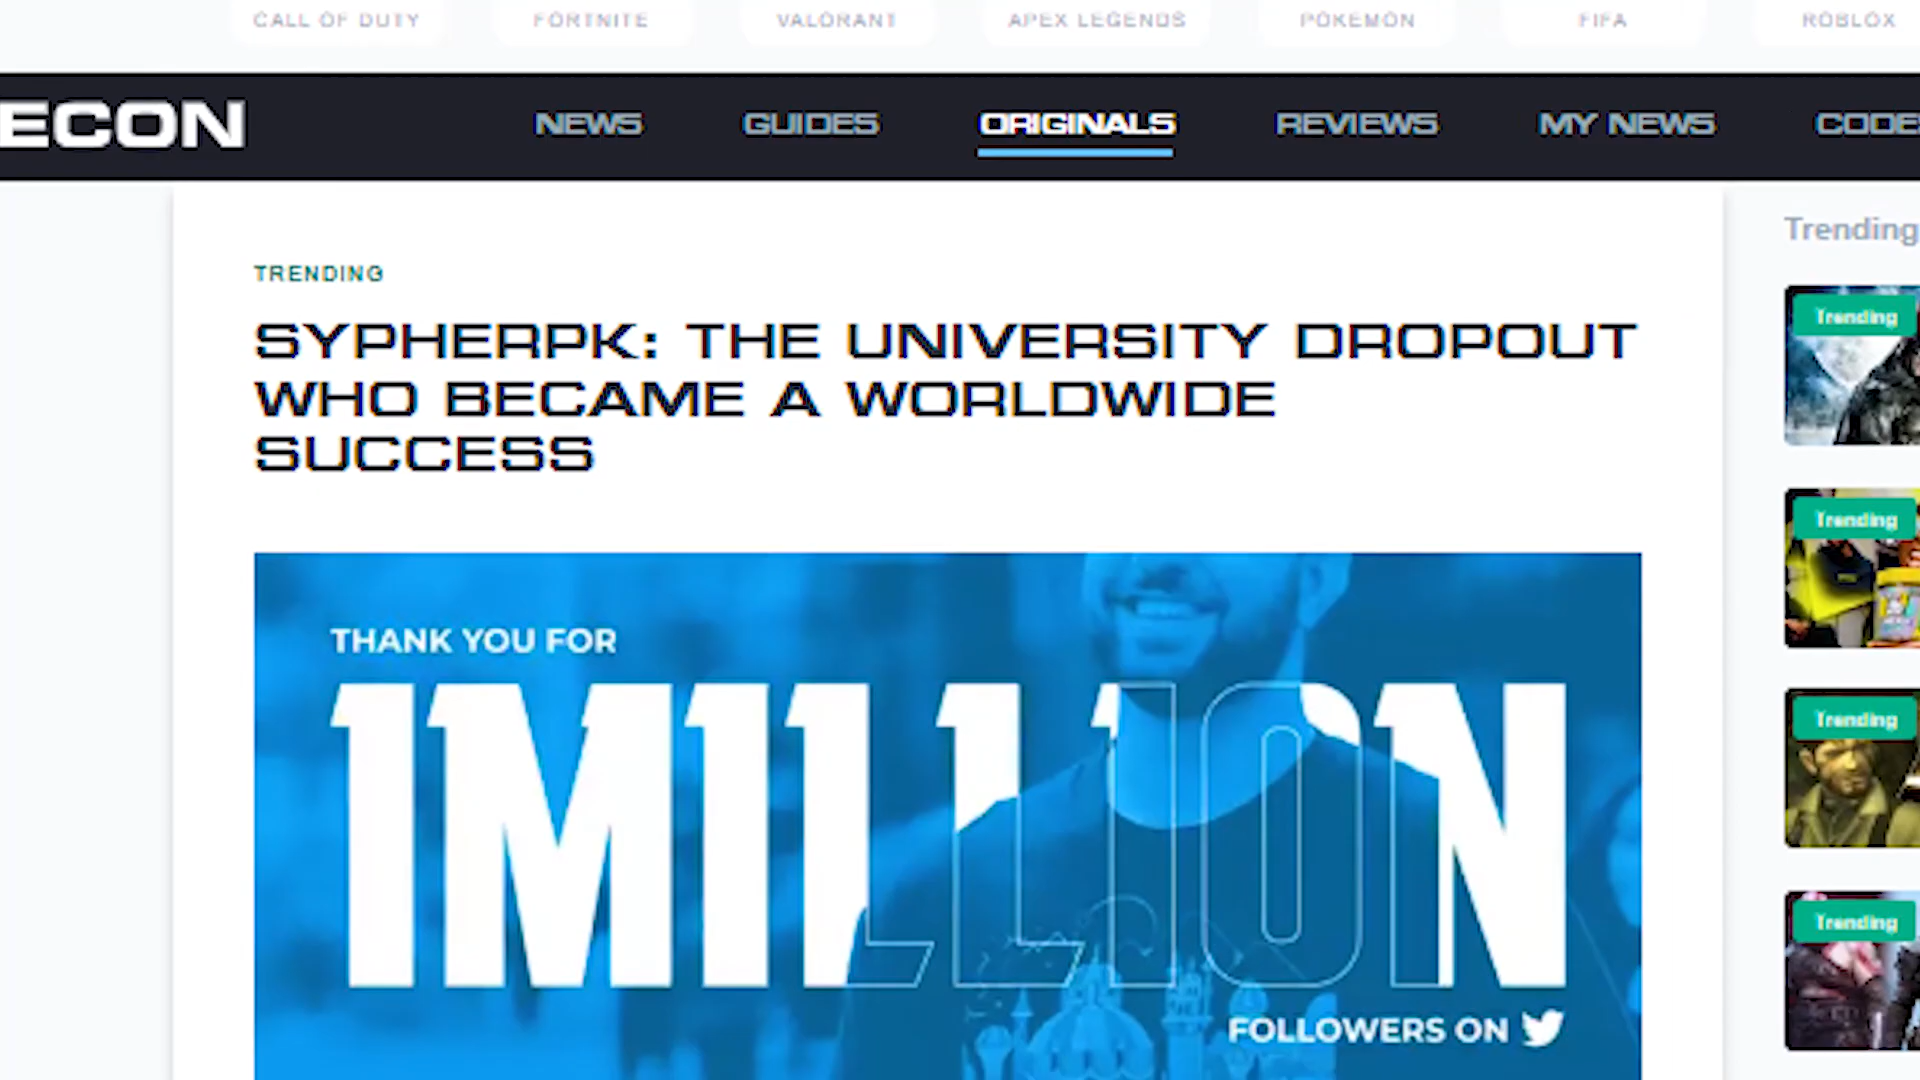 CALL OF DUTY FORTNITE VALORANT APEX LEGENDS POKEMON FIFA ROBLOX
ECON NEWS GUIDES ORIGINALS REVIEWS MY NEWS CODE
TRENDING
SYPHERPK: THE UNIVERSITY DROPOUT
WHO BECAME A WORLDWIDE
SUCCESS
THANK YOU FOR
1MILLION
FOLLOWERS ON
Trending
Trending
Trending
Trending
Trending